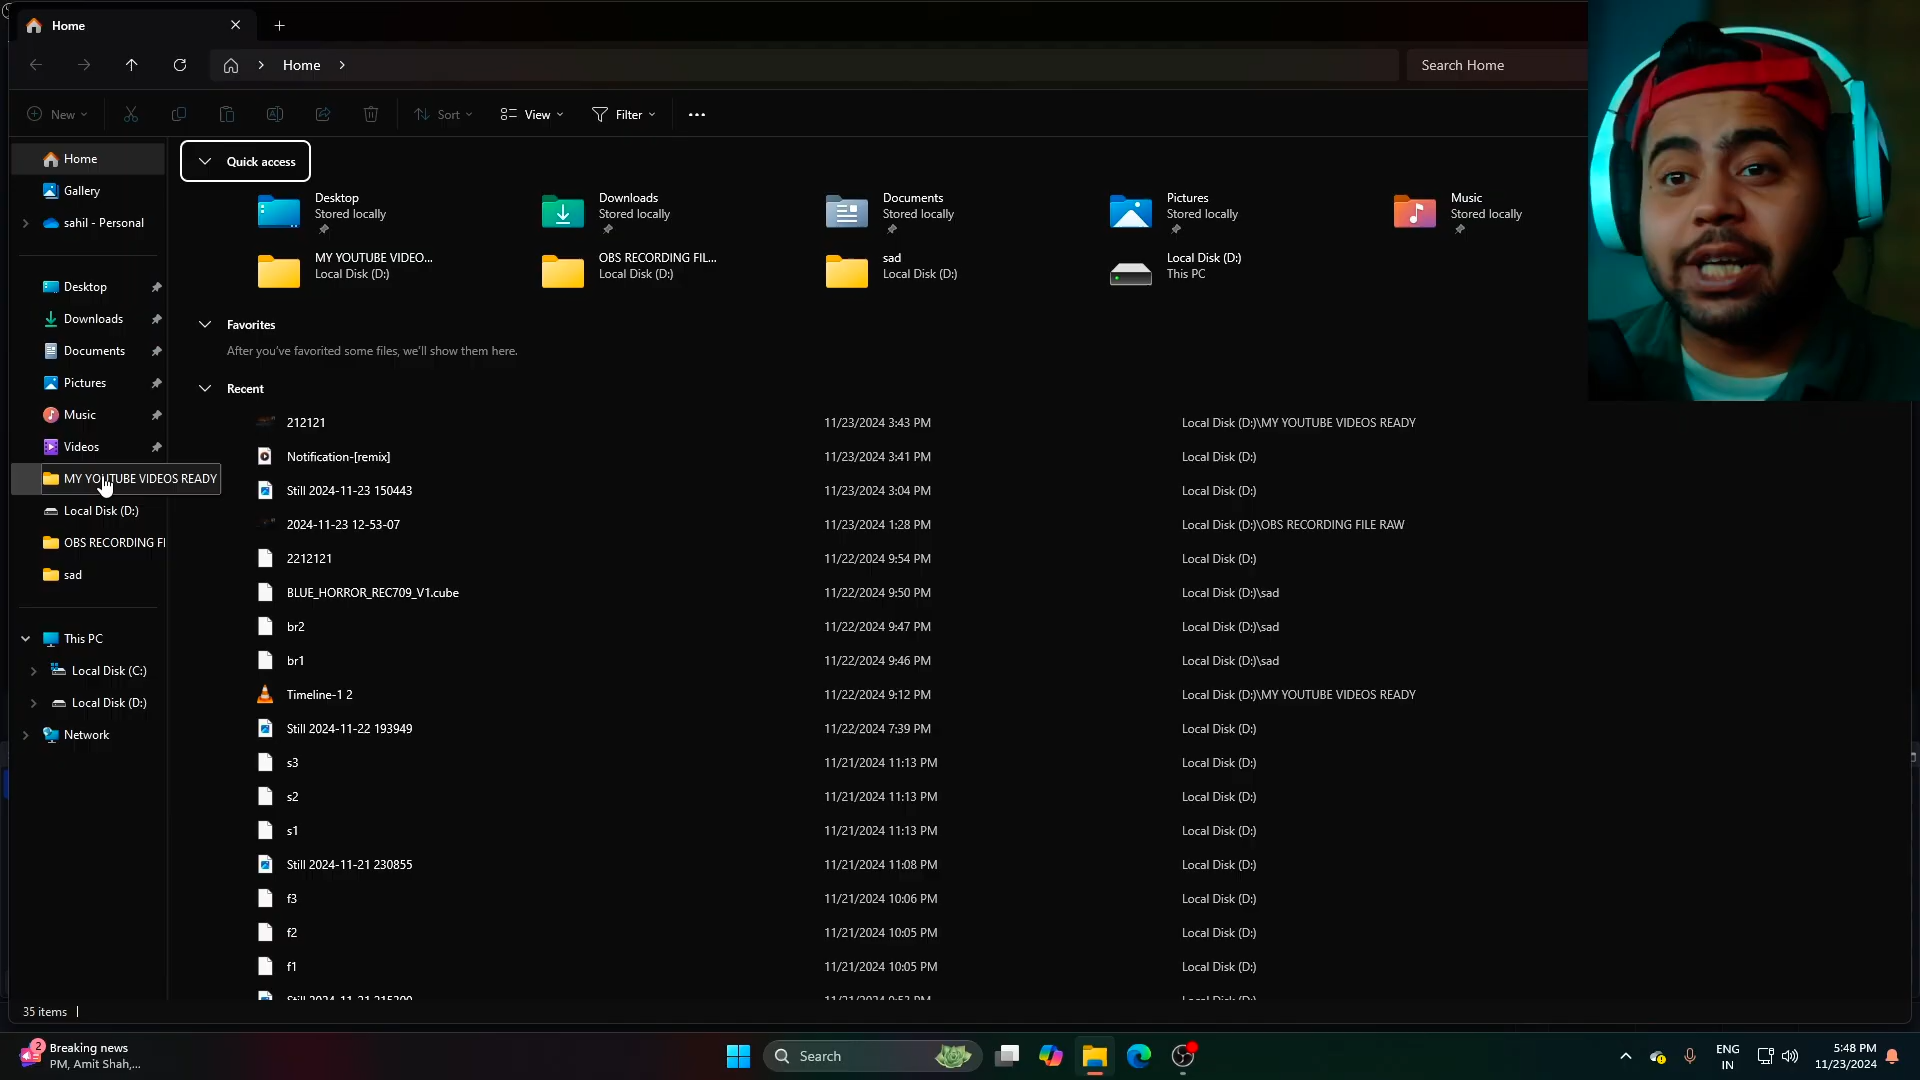 Home
Home
Search Home
New
Sort
View
Filter
Home
Gallery
sahil - Personal
Desktop
Downloads
Documents
Pictures
Music
Videos
MY YOUTUBE VIDEOS READY
Local Disk (D:)
OBS RECORDING FI
sad
This PC
Local Disk (C:)
Local Disk (D:)
Network
Quick access
Desktop
Stored locally
Downloads
Stored locally
Documents
Stored locally
Pictures
Stored locally
Music
Stored locally
MY YOUTUBE VIDEO...
Local Disk (D:)
OBS RECORDING FIL...
Local Disk (D:)
sad
Local Disk (D:)
Local Disk (D:)
This PC
Favorites
After you've favorited some files, we'll show them here.
Recent
212121 11/23/2024 3:43 PM Local Disk (D:)\MY YOUTUBE VIDEOS READY
Notification-[remix] 11/23/2024 3:41 PM Local Disk (D:)
Still 2024-11-23 150443 11/23/2024 3:04 PM Local Disk (D:)
2024-11-23 12-53-07 11/23/2024 1:28 PM Local Disk (D:)\OBS RECORDING FILE RAW
2212121 11/22/2024 9:54 PM Local Disk (D:)
BLUE_HORROR_REC709_V1.cube 11/22/2024 9:50 PM Local Disk (D:)\sad
br2 11/22/2024 9:47 PM Local Disk (D:)\sad
br1 11/22/2024 9:46 PM Local Disk (D:)\sad
Timeline-1 2 11/22/2024 9:12 PM Local Disk (D:)\MY YOUTUBE VIDEOS READY
Still 2024-11-22 193949 11/22/2024 7:39 PM Local Disk (D:)
s3 11/21/2024 11:13 PM Local Disk (D:)
s2 11/21/2024 11:13 PM Local Disk (D:)
s1 11/21/2024 11:13 PM Local Disk (D:)
Still 2024-11-21 230855 11/21/2024 11:08 PM Local Disk (D:)
f3 11/21/2024 10:06 PM Local Disk (D:)
f2 11/21/2024 10:05 PM Local Disk (D:)
f1 11/21/2024 10:05 PM Local Disk (D:)
35 items
2
Breaking news
PM, Amit Shah,...
Search
ENG
IN
5:48 PM
11/23/2024